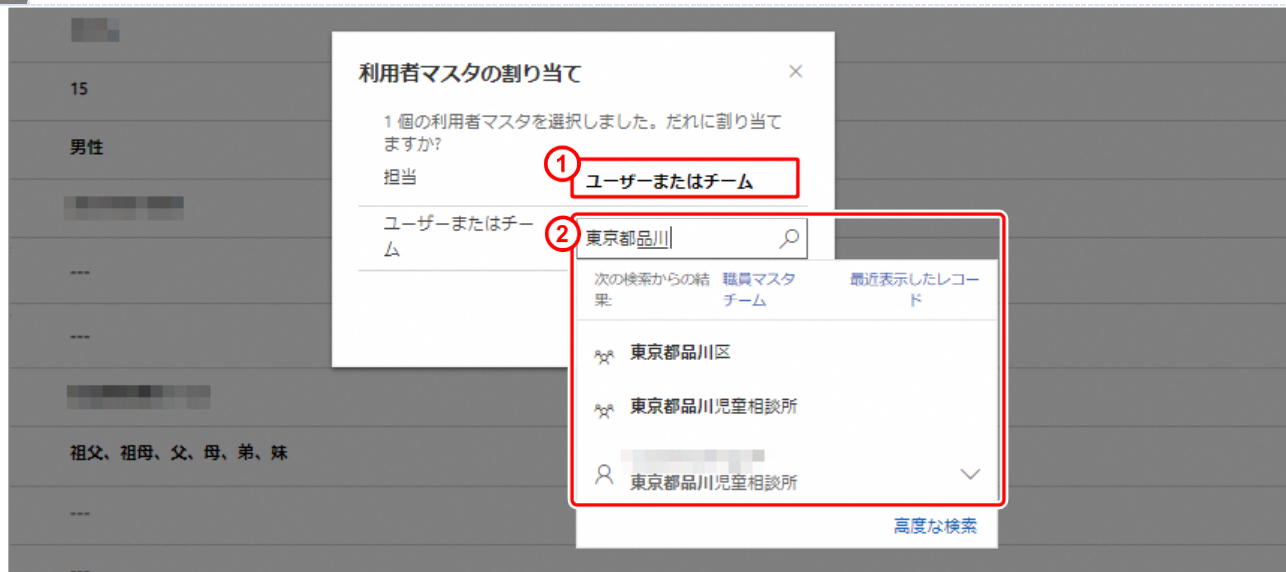 15
男性
---
---
祖父、祖母、父、母、弟、妹
---
---
利用者マスタの割り当て
×
1 個の利用者マスタを選択しました。だれに割り当て
ますか?
担当
①
ユーザーまたはチーム
ユーザーまたはチー
ム
②
東京都品川
次の検索からの結
果:
職員マスタ
チーム
最近表示したレコー
ド
東京都品川区
東京都品川児童相談所
東京都品川児童相談所
高度な検索